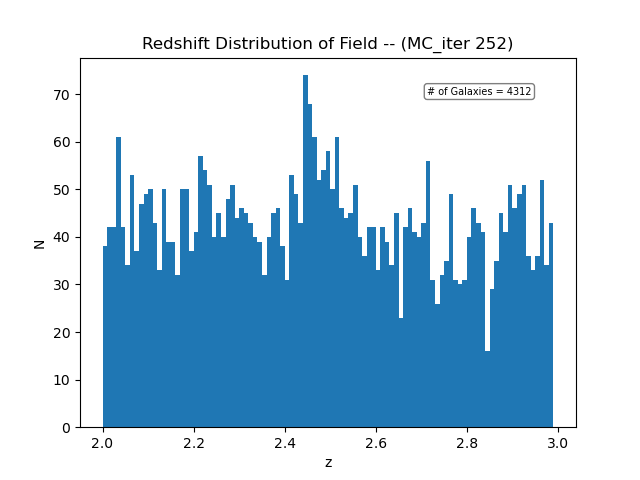 Redshift Distribution of Field -- (MC_iter 252)
# of Galaxies = 4312
70
60
50
40
30
20
10
0
N
2.0 2.2 2.4 2.6 2.8 3.0
z